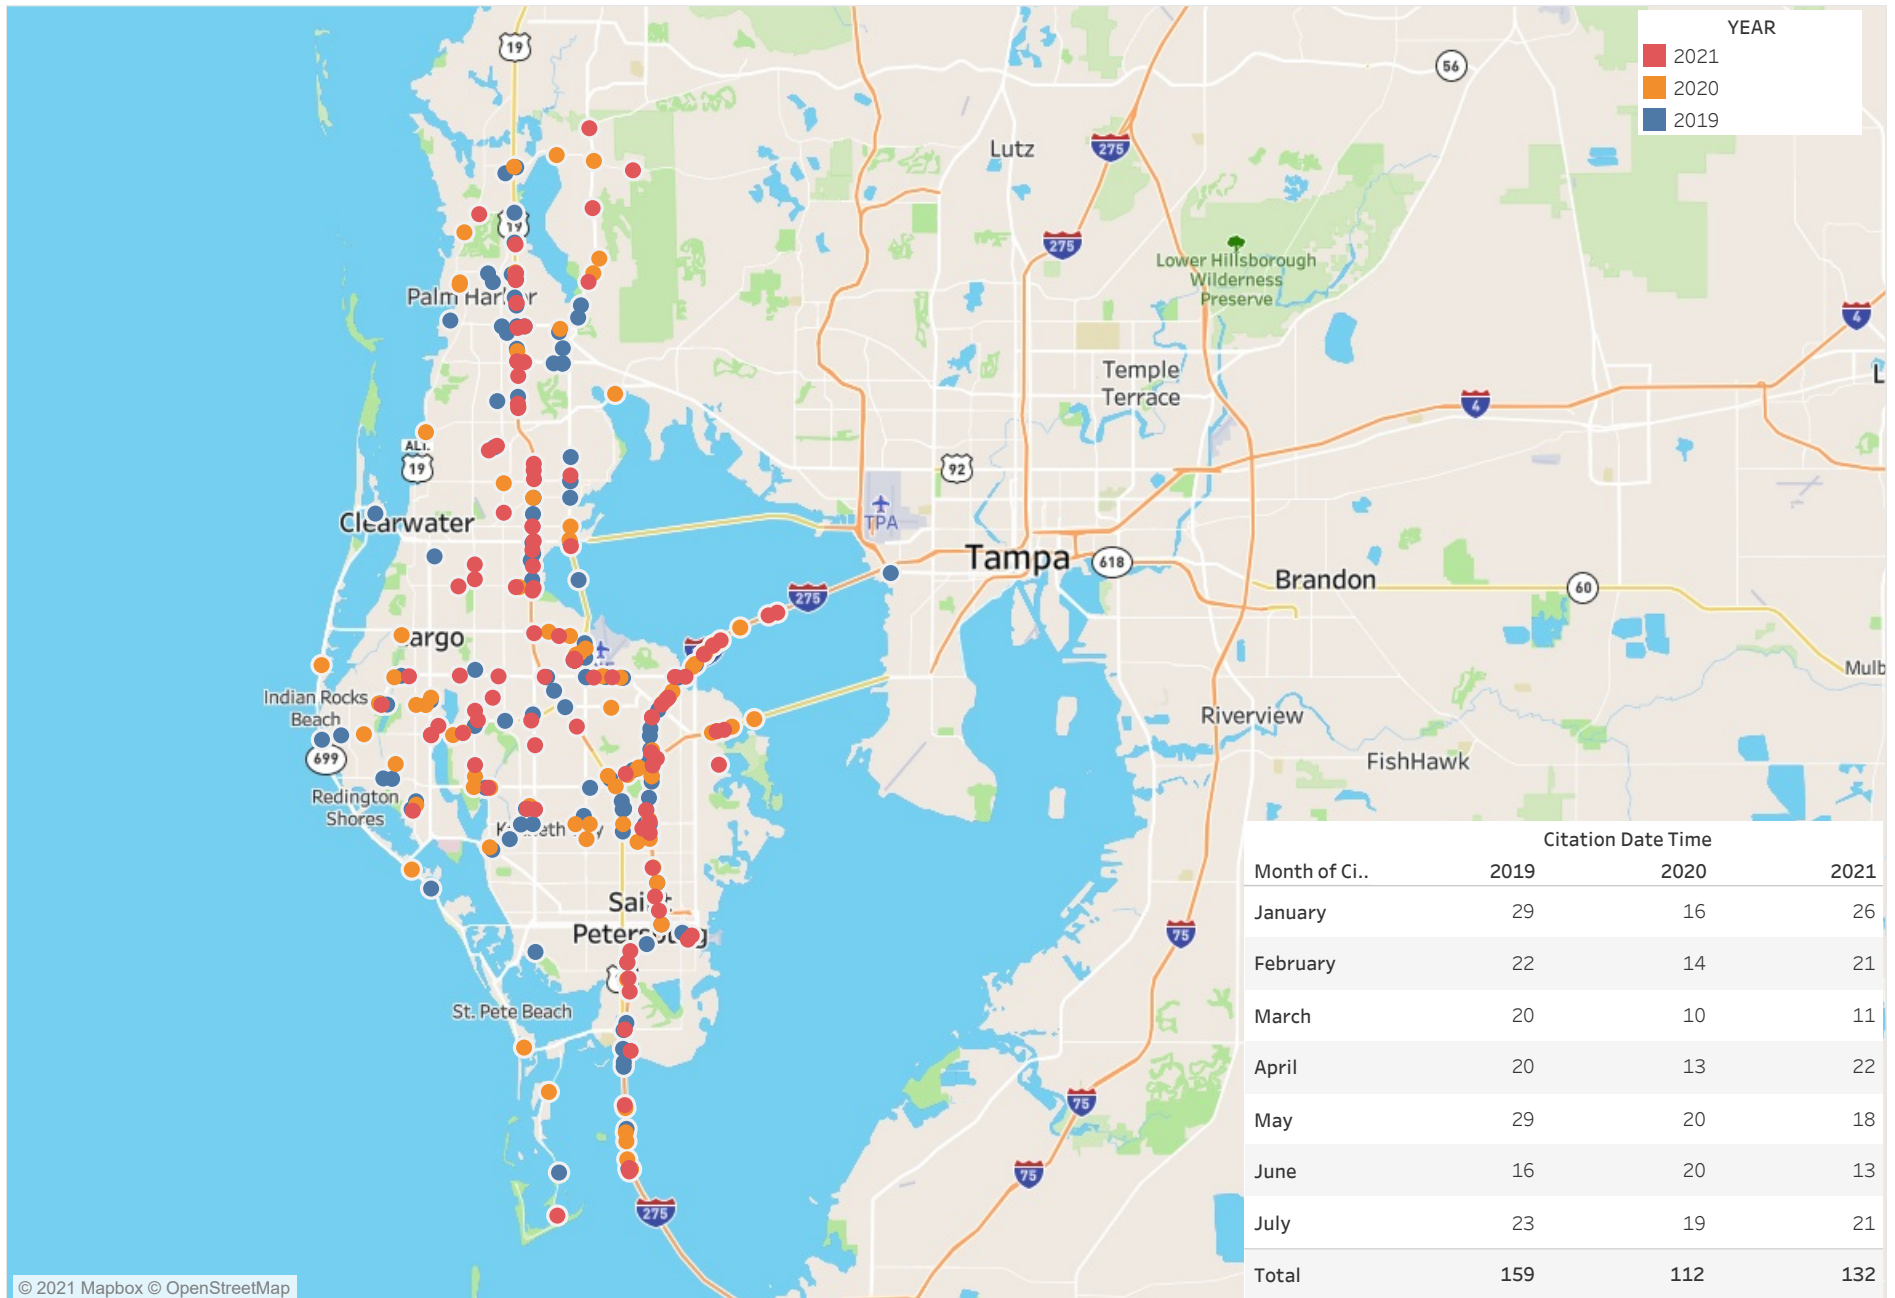 YEAR
2021
2020
2019
19
56
Lutz
275
19
275
Lower Hillsborough
Wilderness
Preserve
Palm Harbor
4
Temple
Terrace
4
L
ALT.
19
92
TPA
Clearwater
Tampa
618
Brandon
60
275
argo
Mulb
Indian Rocks
Beach
Riverview
699
FishHawk
Redington
Shores
Saint
Petersburg
75
St. Pete Beach
75
75
275
Citation Date Time
Month of Ci.. 2019 2020 2021
January 29 16 26
February 22 14 21
March 20 10 11
April 20 13 22
May 29 20 18
June 16 20 13
July 23 19 21
Total 159 112 132
© 2021 Mapbox © OpenStreetMap